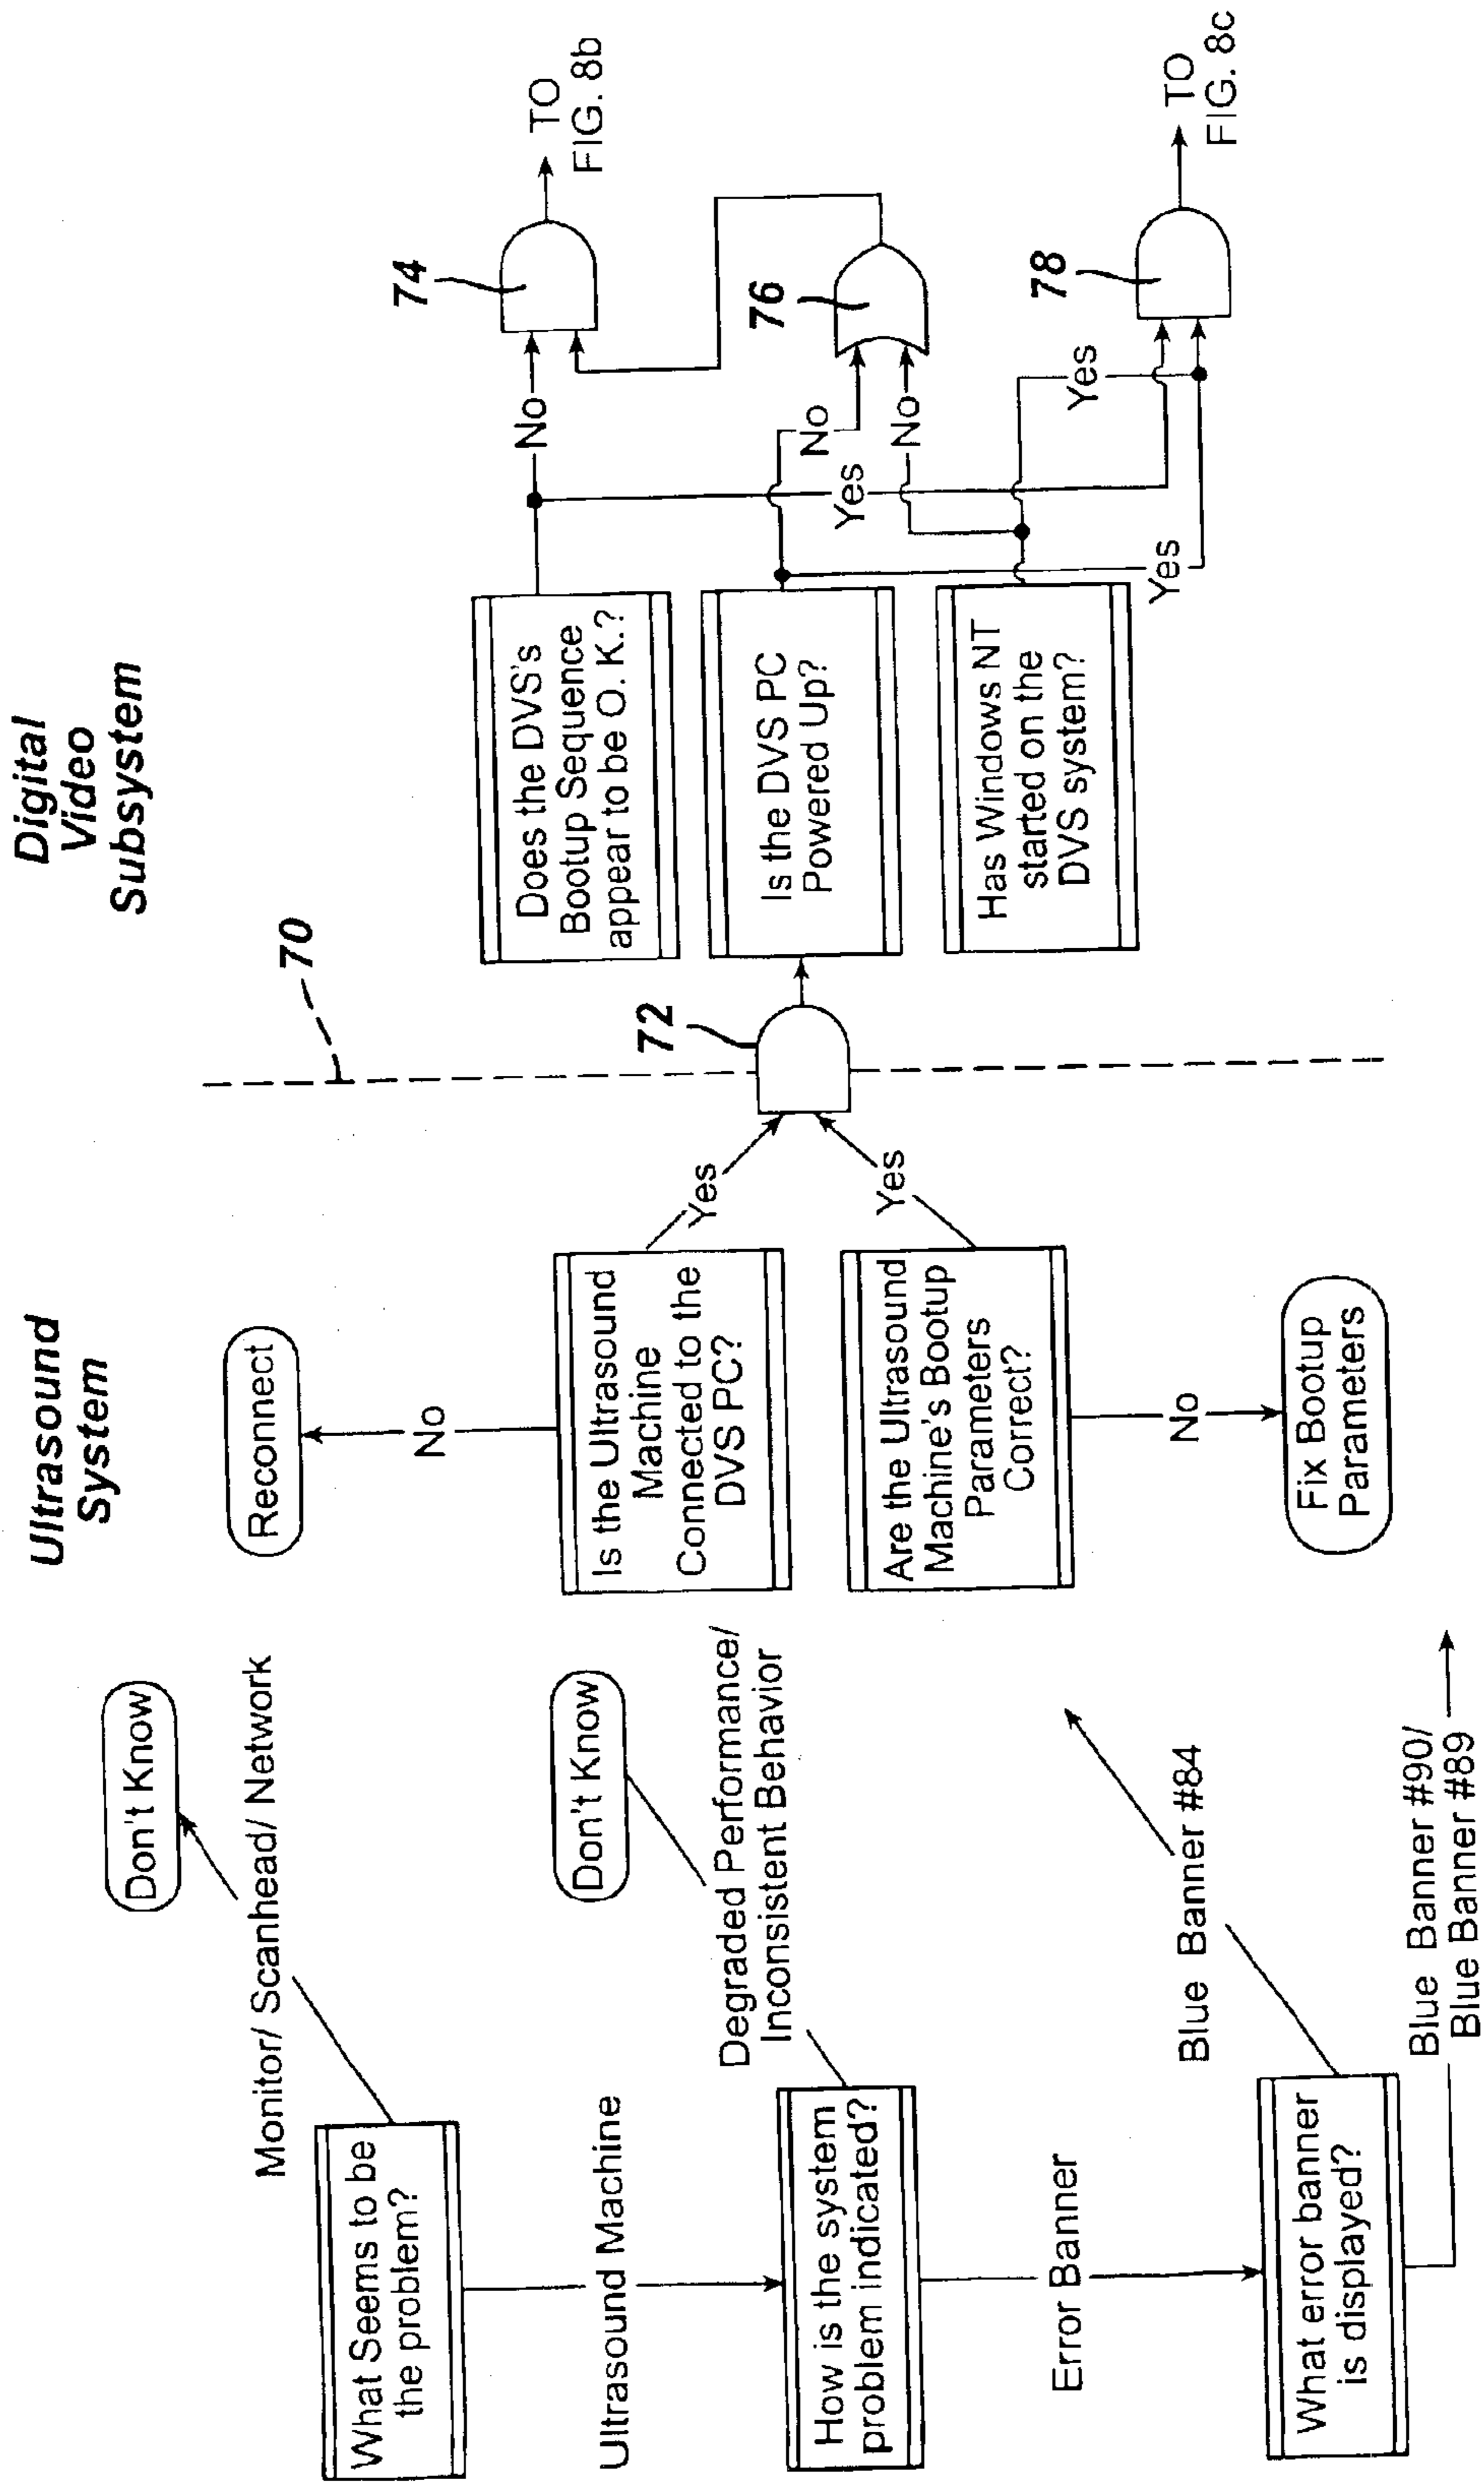 Ultrasound
System
Digital
Video
Subsystem
70
Don't Know
Monitor/ Scanhead/ Network
What Seems to be
the problem?
Ultrasound Machine
Don't Know
Degraded Performance/
Inconsistent Behavior
How is the system
problem indicated?
Error Banner
Blue Banner #84
What error banner
is displayed?
Blue Banner #90/
Blue Banner #89
Reconnect
No
Is the Ultrasound
Machine
Connected to the
DVS PC?
Yes
Are the Ultrasound
Machine's Bootup
Parameters
Correct?
Yes
No
Fix Bootup
Parameters
72
Does the DVS's
Bootup Sequence
appear to be O. K.?
Is the DVS PC
Powered Up?
Has Windows NT
started on the
DVS system?
No
Yes
No
No
Yes
Yes
74
TO
FIG. 8b
76
78
TO
FIG. 8c